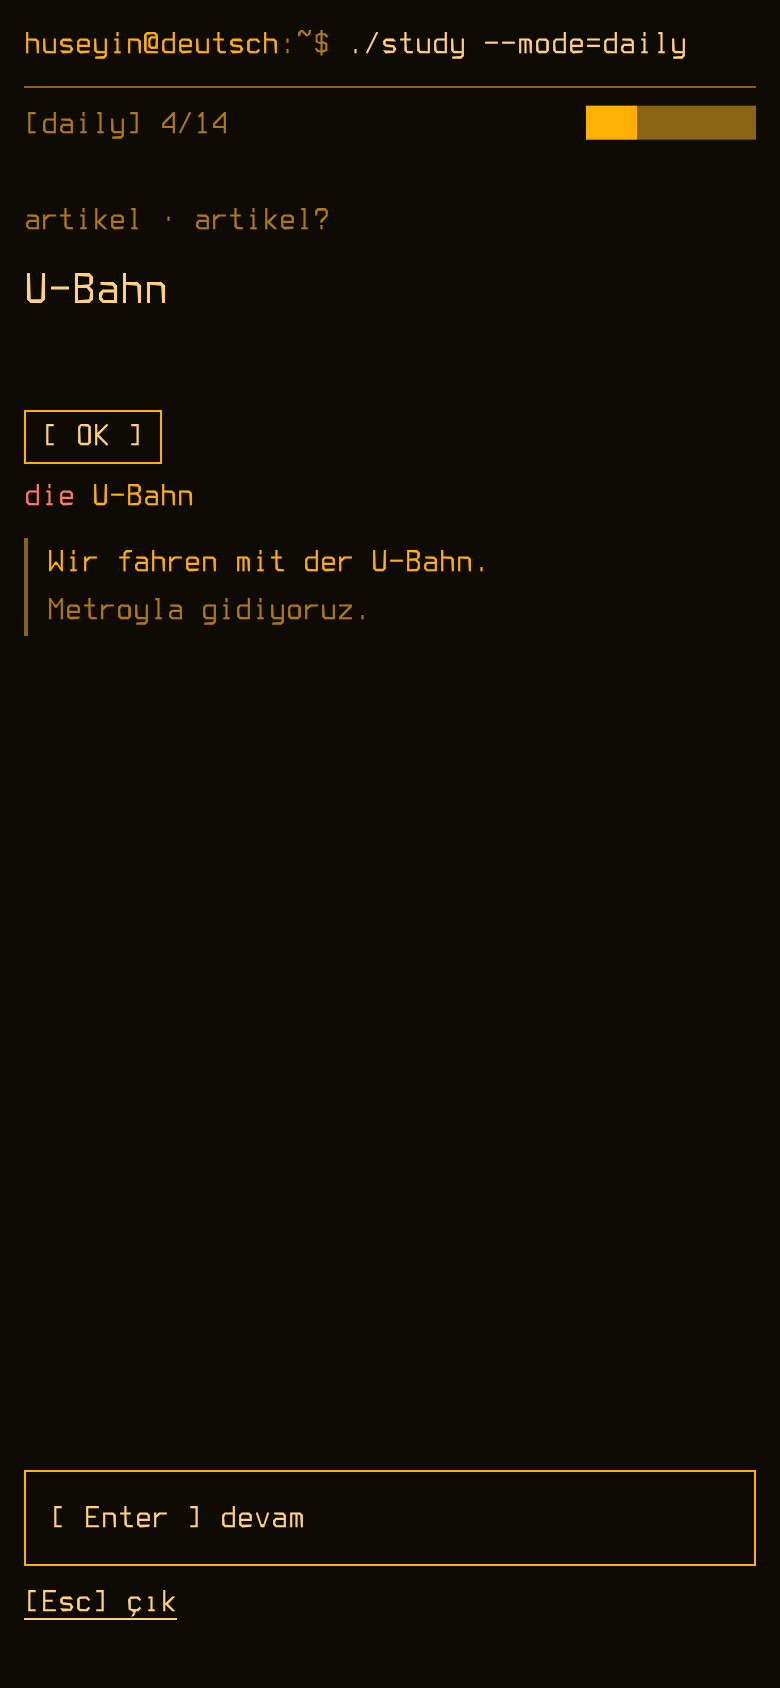 huseyin@deutsch:~$ ./study --mode=daily
[daily] 4/14
artikel · artikel?
U-Bahn
[ OK ]
die U-Bahn
Wir fahren mit der U-Bahn.
Metroyla gidiyoruz.
[ Enter ] devam
[Esc] çık